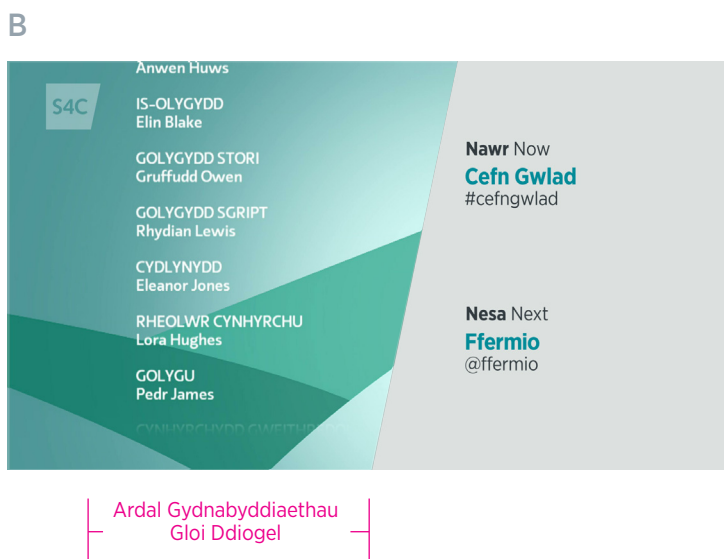 B
S4C
Anwen Huws
IS-OLYGYDD
Elin Blake
GOLYGYDD STORI
Gruffudd Owen
GOLYGYDD SGRIPT
Rhydian Lewis
CYDLYNYDD
Eleanor Jones
RHEOLWR CYNHYRCHU
Lora Hughes
GOLYGU
Pedr James
Nawr Now
Cefn Gwlad
#cefngwlad
Nesa Next
Ffermio
@ffermio
Ardal Gydnabyddiaethau
Gloi Ddiogel